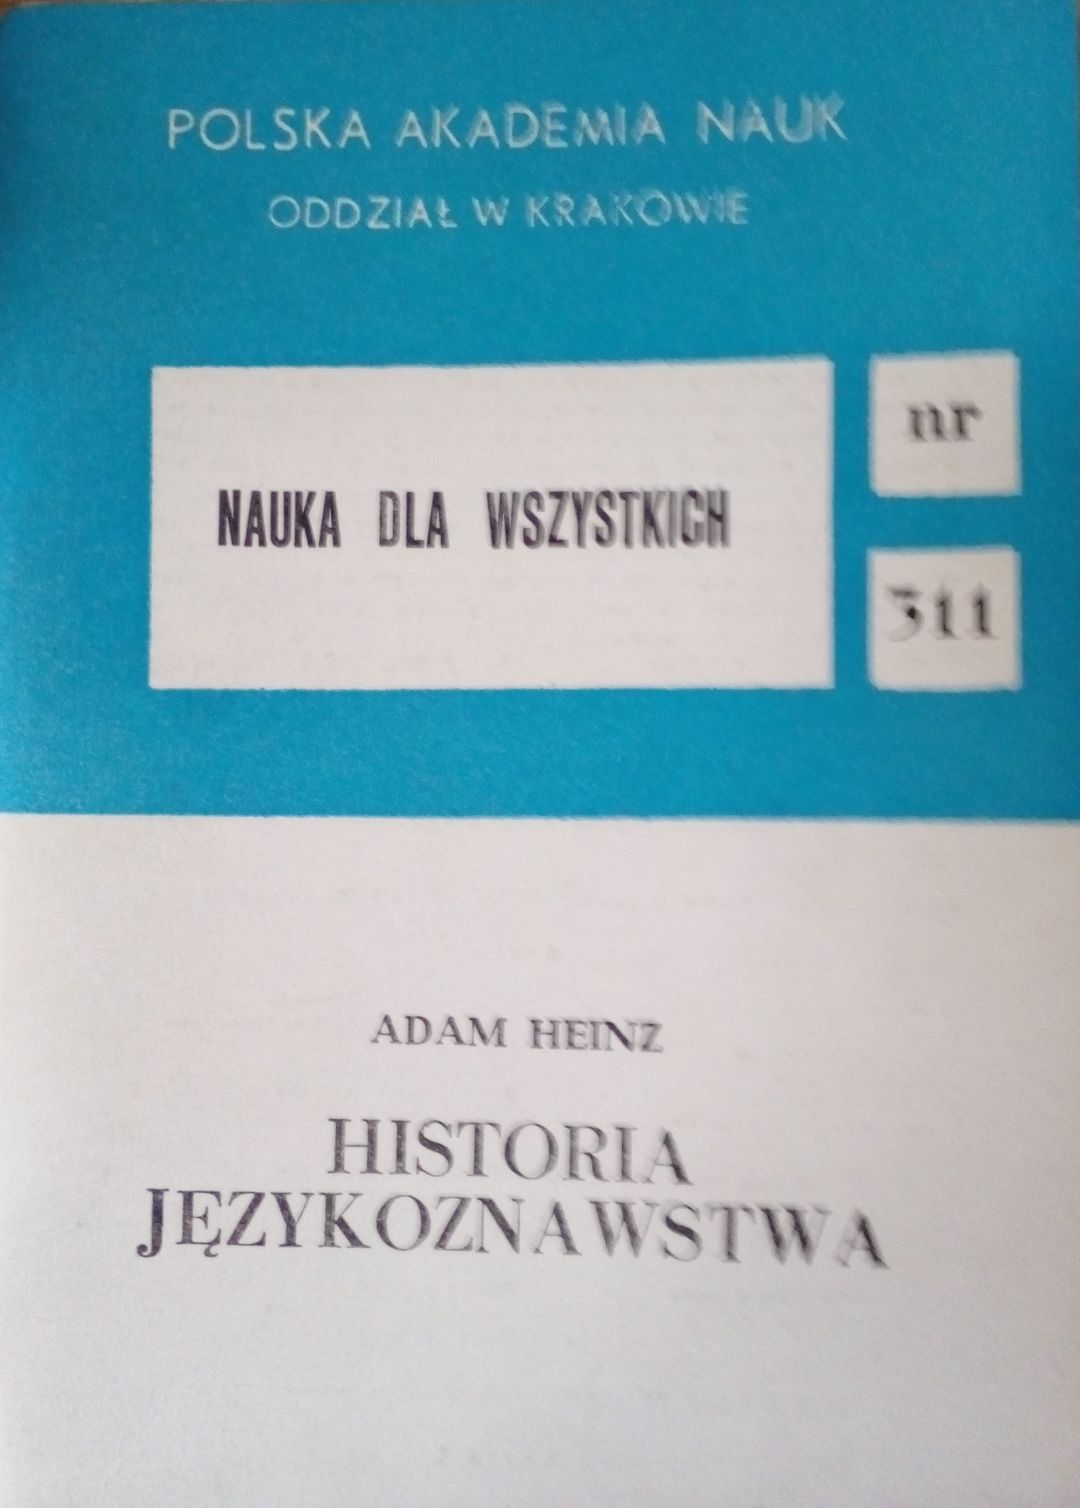 POLSKA AKADEMIA NAUK
ODDZIAŁ W KRAKOWIE
NAUKA DLA WSZYSTKICH
nr
311
ADAM HEINZ
HISTORIA
JĘZYKOZNAWSTWA